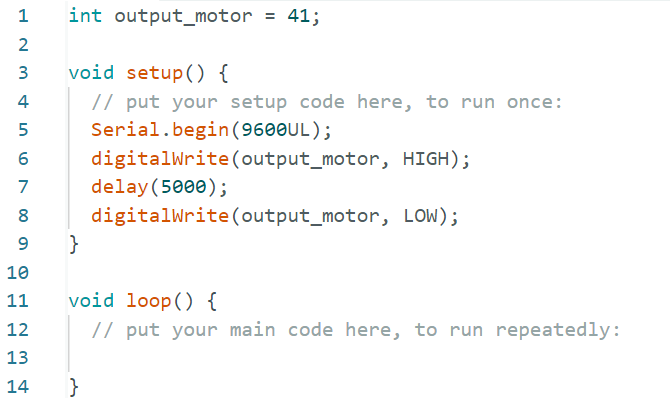 1 int output_motor = 41;
2
3 void setup() {
4   // put your setup code here, to run once:
5   Serial.begin(9600UL);
6   digitalWrite(output_motor, HIGH);
7   delay(5000);
8   digitalWrite(output_motor, LOW);
9 }
10
11 void loop() {
12   // put your main code here, to run repeatedly:
13
14 }